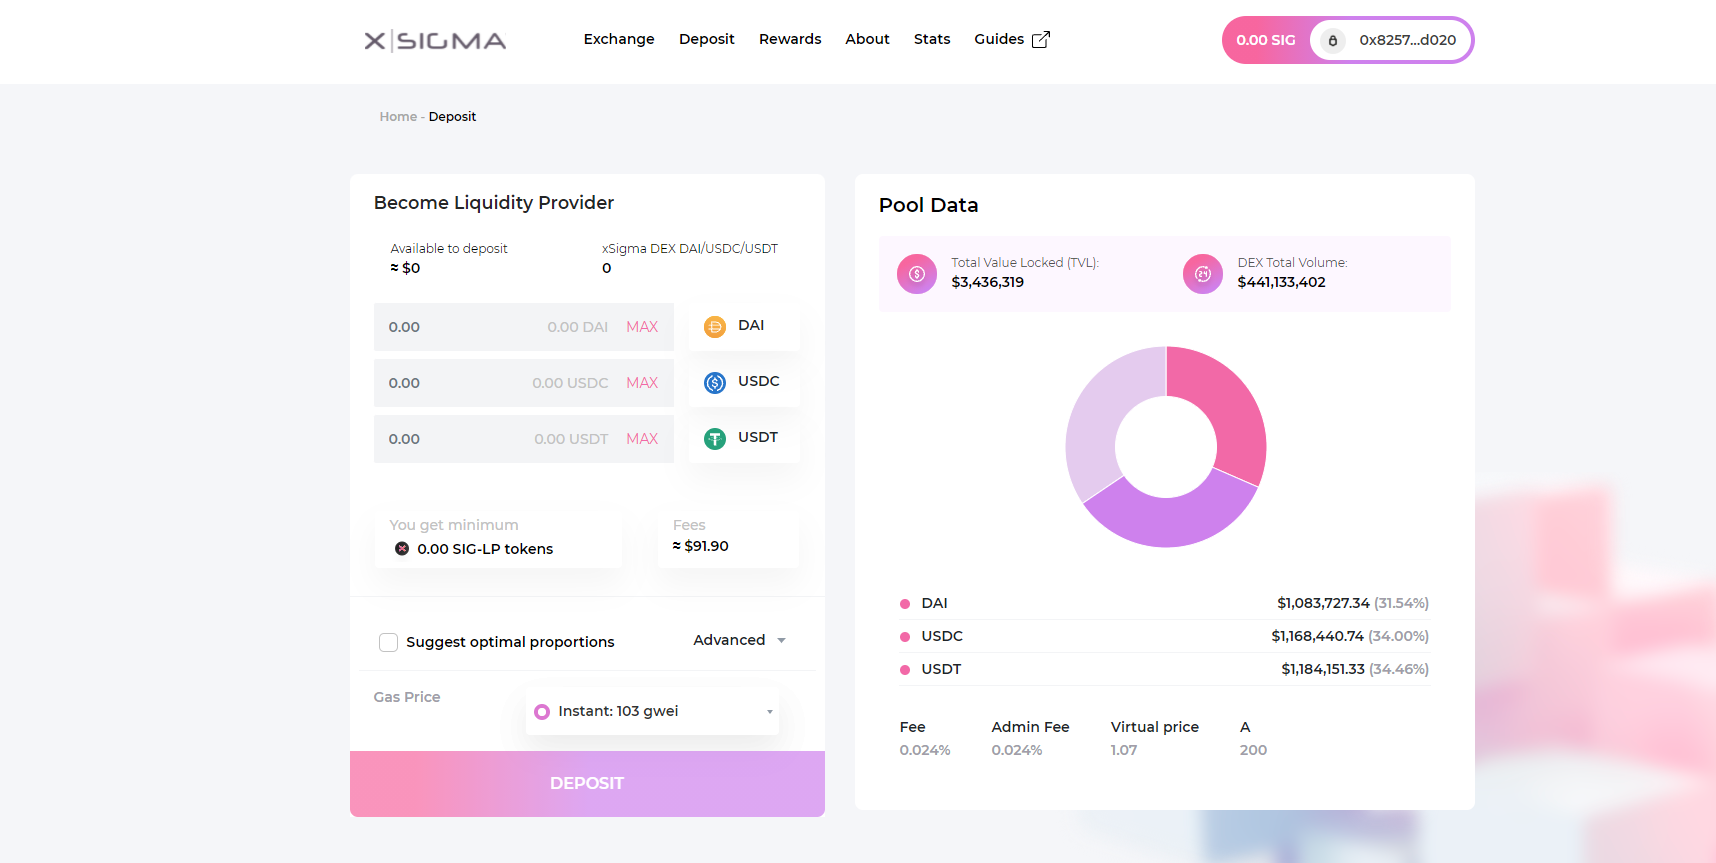 X|SIGMA
Exchange Deposit Rewards About Stats Guides
0.00 SIG 0x8257...d020
Home - Deposit
Become Liquidity Provider
Available to deposit
≈ $0
xSigma DEX DAI/USDC/USDT
0
0.00 0.00 DAI MAX DAI
0.00 0.00 USDC MAX USDC
0.00 0.00 USDT MAX USDT
You get minimum
0.00 SIG-LP tokens
Fees
≈ $91.90
Suggest optimal proportions Advanced
Gas Price Instant: 103 gwei
DEPOSIT
Pool Data
Total Value Locked (TVL):
$3,436,319
24
DEX Total Volume:
$441,133,402
DAI $1,083,727.34 (31.54%)
USDC $1,168,440.74 (34.00%)
USDT $1,184,151.33 (34.46%)
Fee Admin Fee Virtual price A
0.024% 0.024% 1.07 200